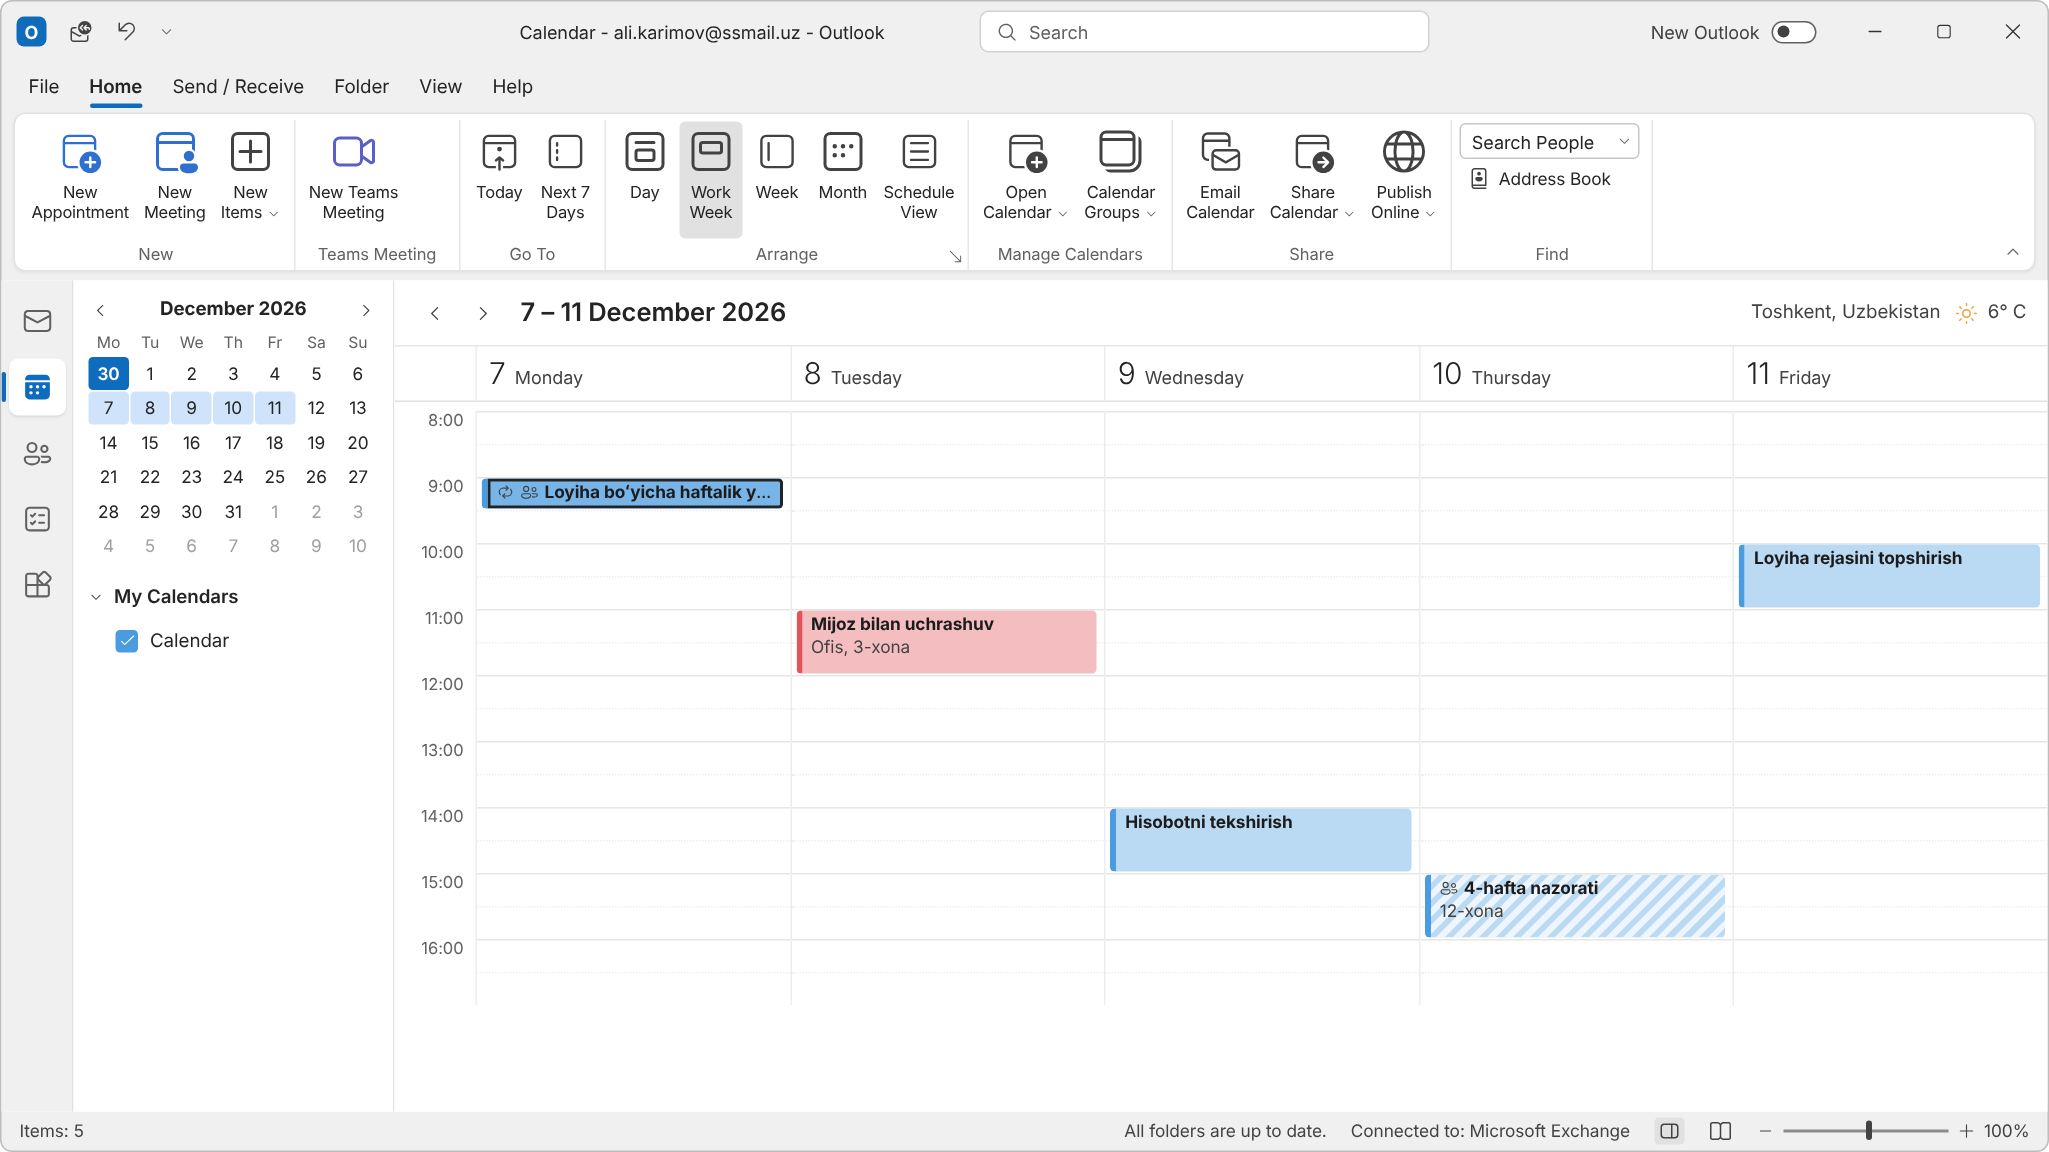 Calendar - ali.karimov@ssmail.uz - Outlook
Search
New Outlook
File Home Send / Receive Folder View Help
New Appointment
New Meeting
New Items
New
New Teams Meeting
Teams Meeting
Today
Next 7 Days
Go To
Day
Work Week
Week
Month
Schedule View
Arrange
Open Calendar
Calendar Groups
Manage Calendars
Email Calendar
Share Calendar
Publish Online
Share
Search People
Address Book
Find
December 2026
Mo Tu We Th Fr Sa Su
30 1 2 3 4 5 6
7 8 9 10 11 12 13
14 15 16 17 18 19 20
21 22 23 24 25 26 27
28 29 30 31 1 2 3
4 5 6 7 8 9 10
My Calendars
Calendar
7 – 11 December 2026
Toshkent, Uzbekistan 6° C
7 Monday
8 Tuesday
9 Wednesday
10 Thursday
11 Friday
8:00
9:00
Loyiha boʻyicha haftalik y...
10:00
Loyiha rejasini topshirish
11:00
Mijoz bilan uchrashuv
Ofis, 3-xona
12:00
13:00
14:00
Hisobotni tekshirish
15:00
4-hafta nazorati
12-xona
16:00
Items: 5
All folders are up to date.
Connected to: Microsoft Exchange
100%